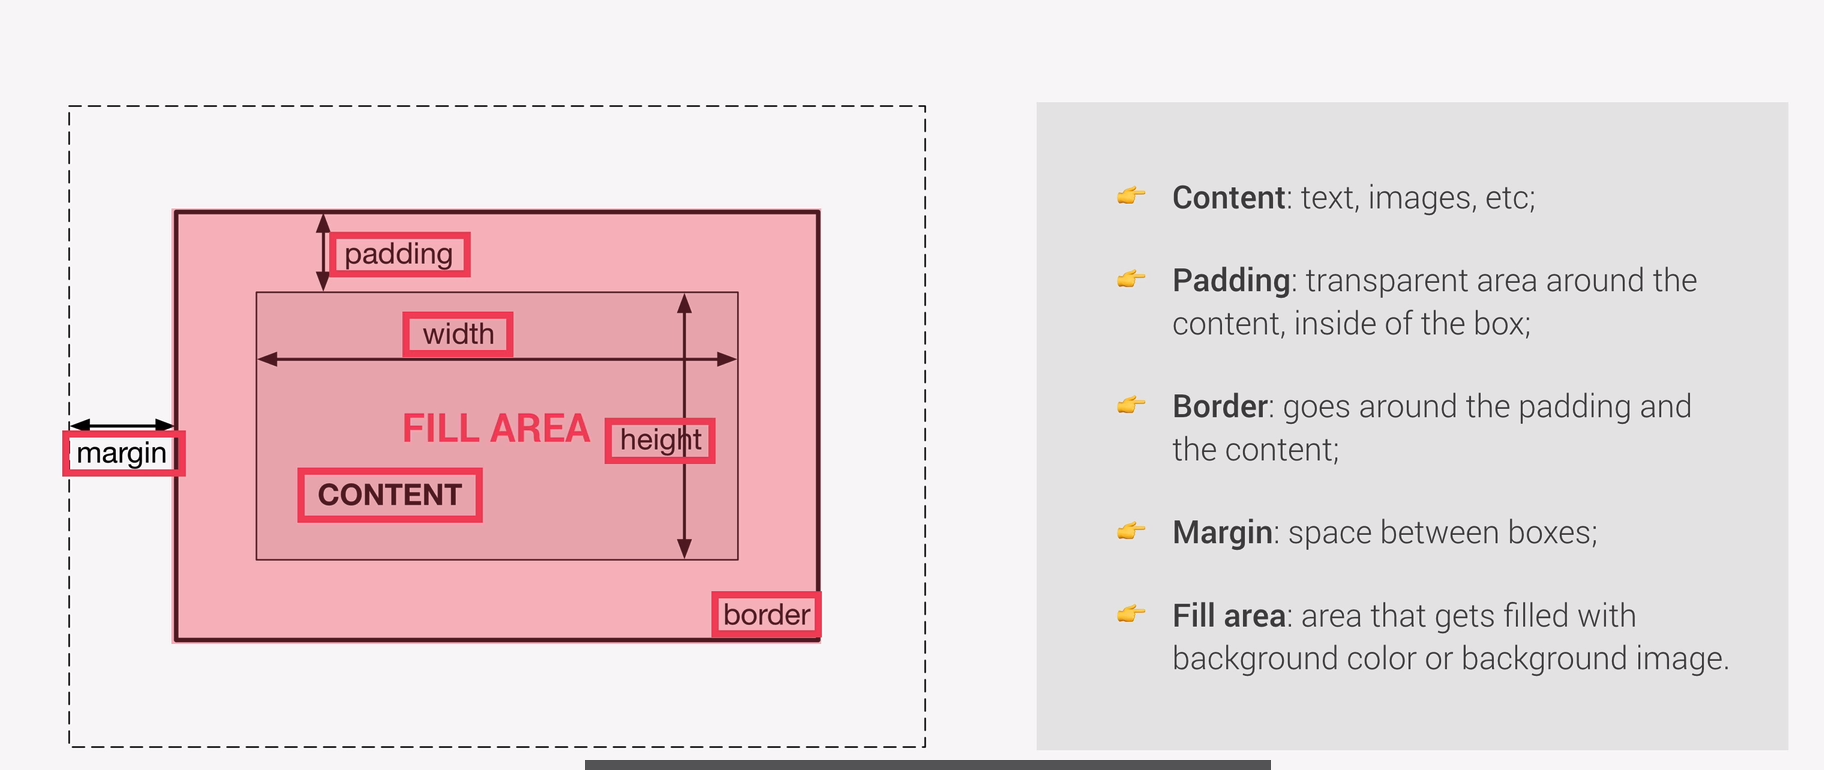 padding
width
FILL AREA
height
margin
CONTENT
border
Content: text, images, etc;
Padding: transparent area around the
content, inside of the box;
Border: goes around the padding and
the content;
Margin: space between boxes;
Fill area: area that gets filled with
background color or background image.